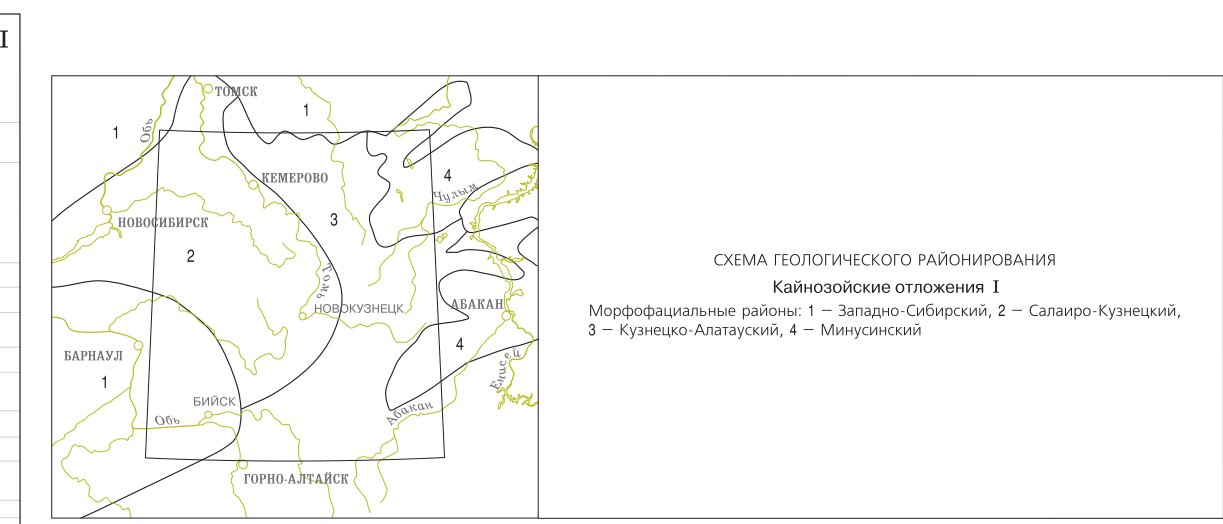 I
ТОМСК
1
1
Обь
КЕМЕРОВО
4
Чулым
НОВОСИБИРСК
3
2
Томь
НОВОКУЗНЕЦК
АБАКАН
БАРНАУЛ
4
1
Енисей
БИЙСК
Обь
Абакан
ГОРНО-АЛТАЙСК
СХЕМА ГЕОЛОГИЧЕСКОГО РАЙОНИРОВАНИЯ
Кайнозойские отложения I
Морфофациальные районы: 1 – Западно-Сибирский, 2 – Салаиро-Кузнецкий,
3 – Кузнецко-Алатауский, 4 – Минусинский